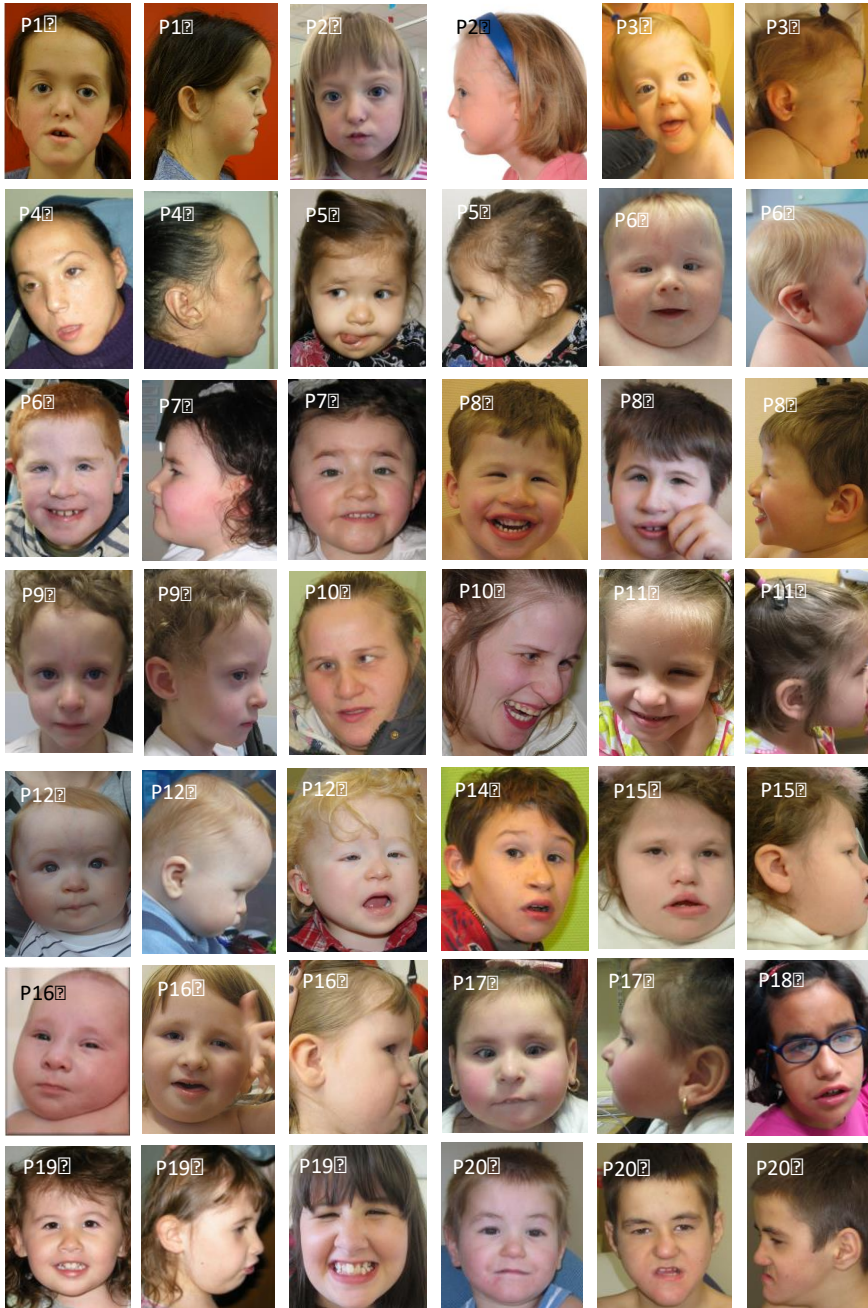 P1⍰ P1⍰ P2⍰ P2⍰ P3⍰ P3⍰
P4⍰ P4⍰ P5⍰ P5⍰ P6⍰ P6⍰
P6⍰ P7⍰ P7⍰ P8⍰ P8⍰ P8⍰
P9⍰ P9⍰ P10⍰ P10⍰ P11⍰ P11⍰
P12⍰ P12⍰ P12⍰ P14⍰ P15⍰ P15⍰
P16⍰ P16⍰ P16⍰ P17⍰ P17⍰ P18⍰
P19⍰ P19⍰ P19⍰ P20⍰ P20⍰ P20⍰